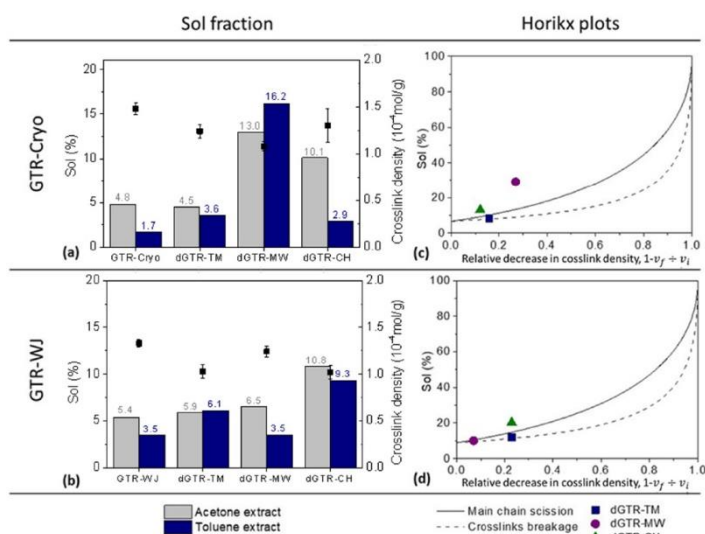 Sol fraction
Horikx plots
GTR-Cryo
Sol (%)
20
15
10
5
0
4.8
1.7
4.5
3.6
13.0
16.2
10.1
2.9
2.0
1.5
1.0
0.5
0.0
Crosslink density (10⁻⁴mol/g)
(a)
GTR-Cryo
dGTR-TM
dGTR-MW
dGTR-CH
Sol (%)
100
80
60
40
20
0
(c)
0.0
0.2
0.4
0.6
0.8
1.0
Relative decrease in cosslink density, 1-νf ÷ νi
GTR-WJ
Sol (%)
20
15
10
5
0
5.4
3.5
5.9
6.1
6.5
3.5
10.8
9.3
2.0
1.5
1.0
0.5
0.0
Crosslink density (10⁻⁴mol/g)
(b)
GTR-WJ
dGTR-TM
dGTR-MW
dGTR-CH
Sol (%)
100
80
60
40
20
0
(d)
0.0
0.2
0.4
0.6
0.8
1.0
Relative decrease in cosslink density, 1-νf ÷ νi
Acetone extract
Toluene extract
Main chain scission
Crosslinks breakage
dGTR-TM
dGTR-MW